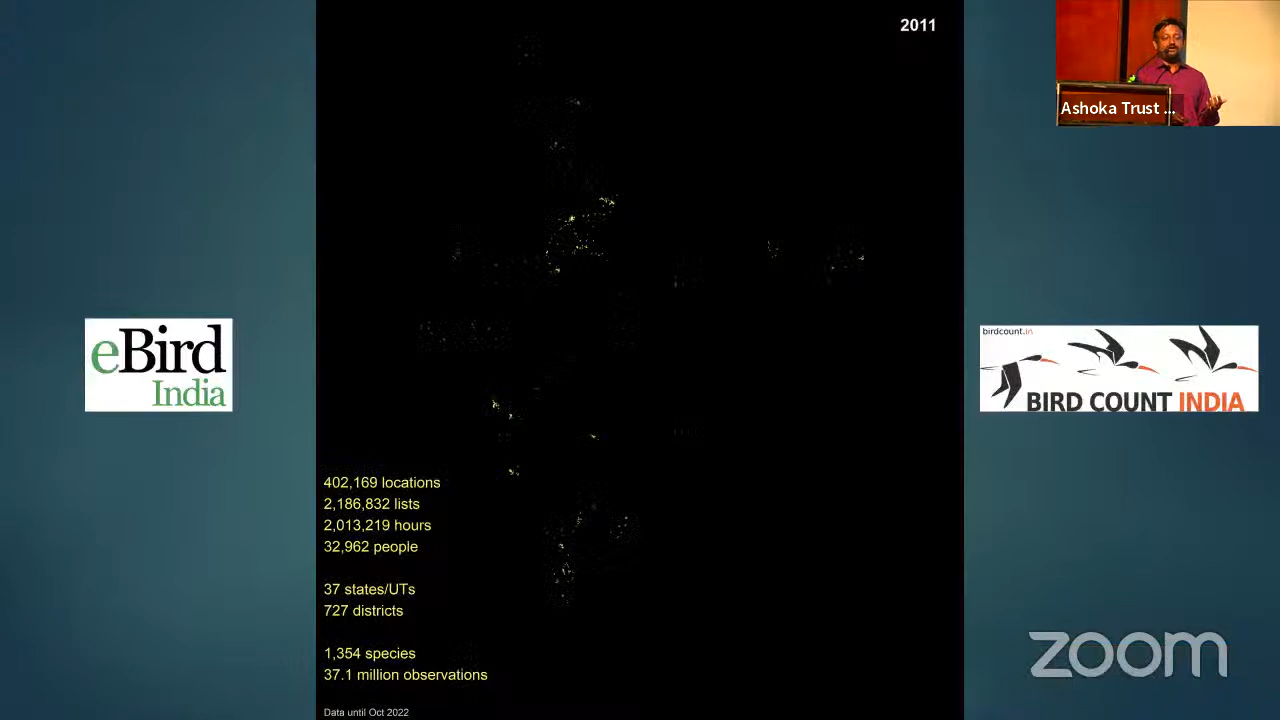 2011
Ashoka Trust ...
eBird
India
birdcount.in
BIRD COUNT INDIA
402,169 locations
2,186,832 lists
2,013,219 hours
32,962 people
37 states/UTs
727 districts
1,354 species
37.1 million observations
Data until Oct 2022
zoom